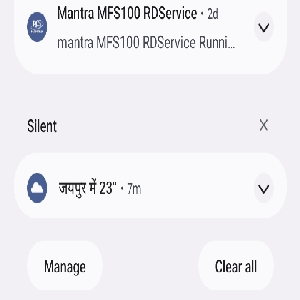 Mantra MFS100 RDService • 2d
mantra MFS100 RDService Runni...
Silent
जयपुर में 23° • 7m
Manage
Clear all